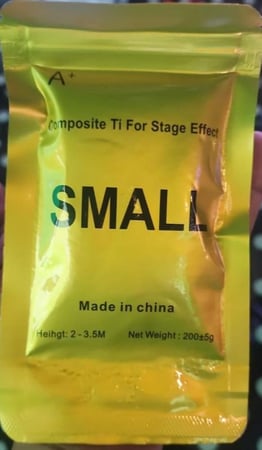 A+
Composite Ti For Stage Effect
SMALL
Made in china
Heihgt: 2 - 3.5M Net Weight : 200±5g